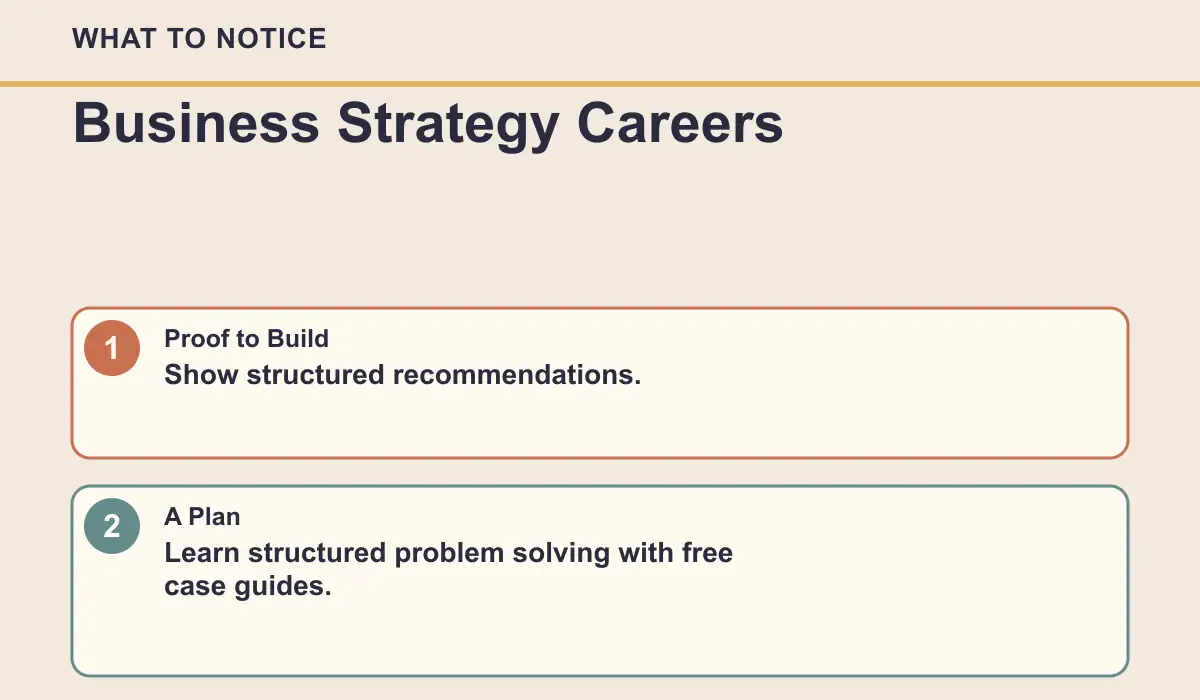 WHAT TO NOTICE
Business Strategy Careers
1
Proof to Build
Show structured recommendations.
2
A Plan
Learn structured problem solving with free
case guides.